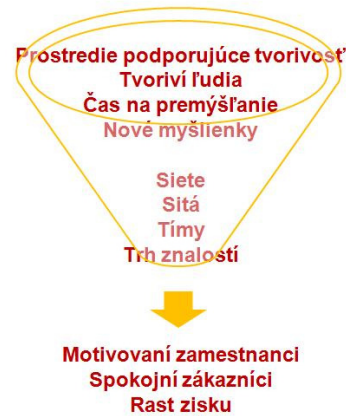 Prostredie podporujúce tvorivosť
Tvoriví ľudia
Čas na premýšľanie
Nové myšlienky
Siete
Sitá
Tímy
Trh znalostí
Motivovaní zamestnanci
Spokojní zákazníci
Rast zisku